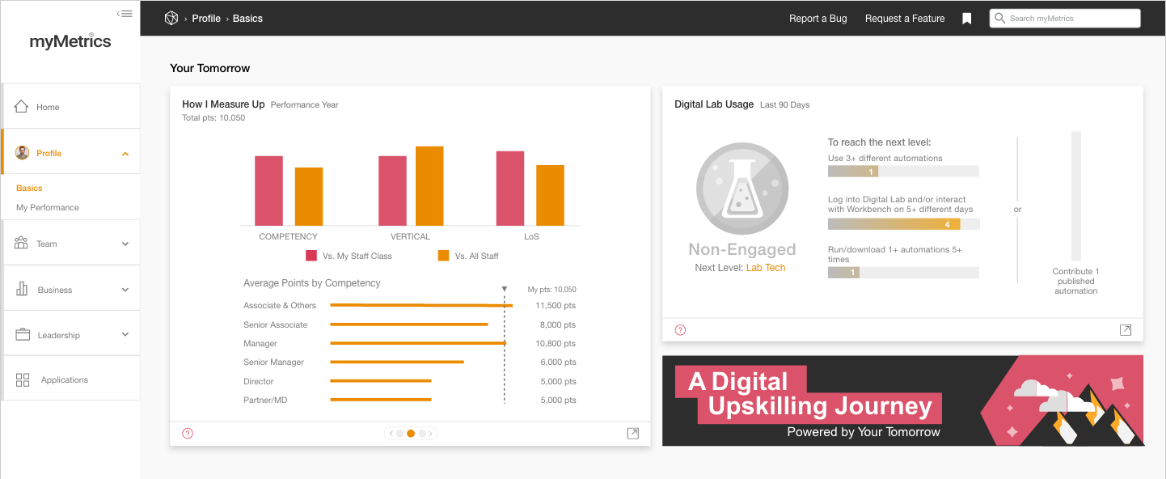 myMetrics®
Home
Profile
Basics
My Performance
Team
Business
Leadership
Applications
› Profile › Basics
Report a Bug
Request a Feature
Search myMetrics
Your Tomorrow
How I Measure Up Performance Year
Total pts: 10,050
COMPETENCY VERTICAL LoS
Vs. My Staff Class Vs. All Staff
Average Points by Competency
My pts: 10,050
Associate & Others 11,500 pts
Senior Associate 8,000 pts
Manager 10,800 pts
Senior Manager 6,000 pts
Director 5,000 pts
Partner/MD 5,000 pts
?
Digital Lab Usage Last 90 Days
Non-Engaged
Next Level: Lab Tech
To reach the next level:
Use 3+ different automations
1
Log into Digital Lab and/or interact
with Workbench on 5+ different days
4
Run/download 1+ automations 5+
times
1
or
Contribute 1
published
automation
?
A Digital
Upskilling Journey
Powered by Your Tomorrow